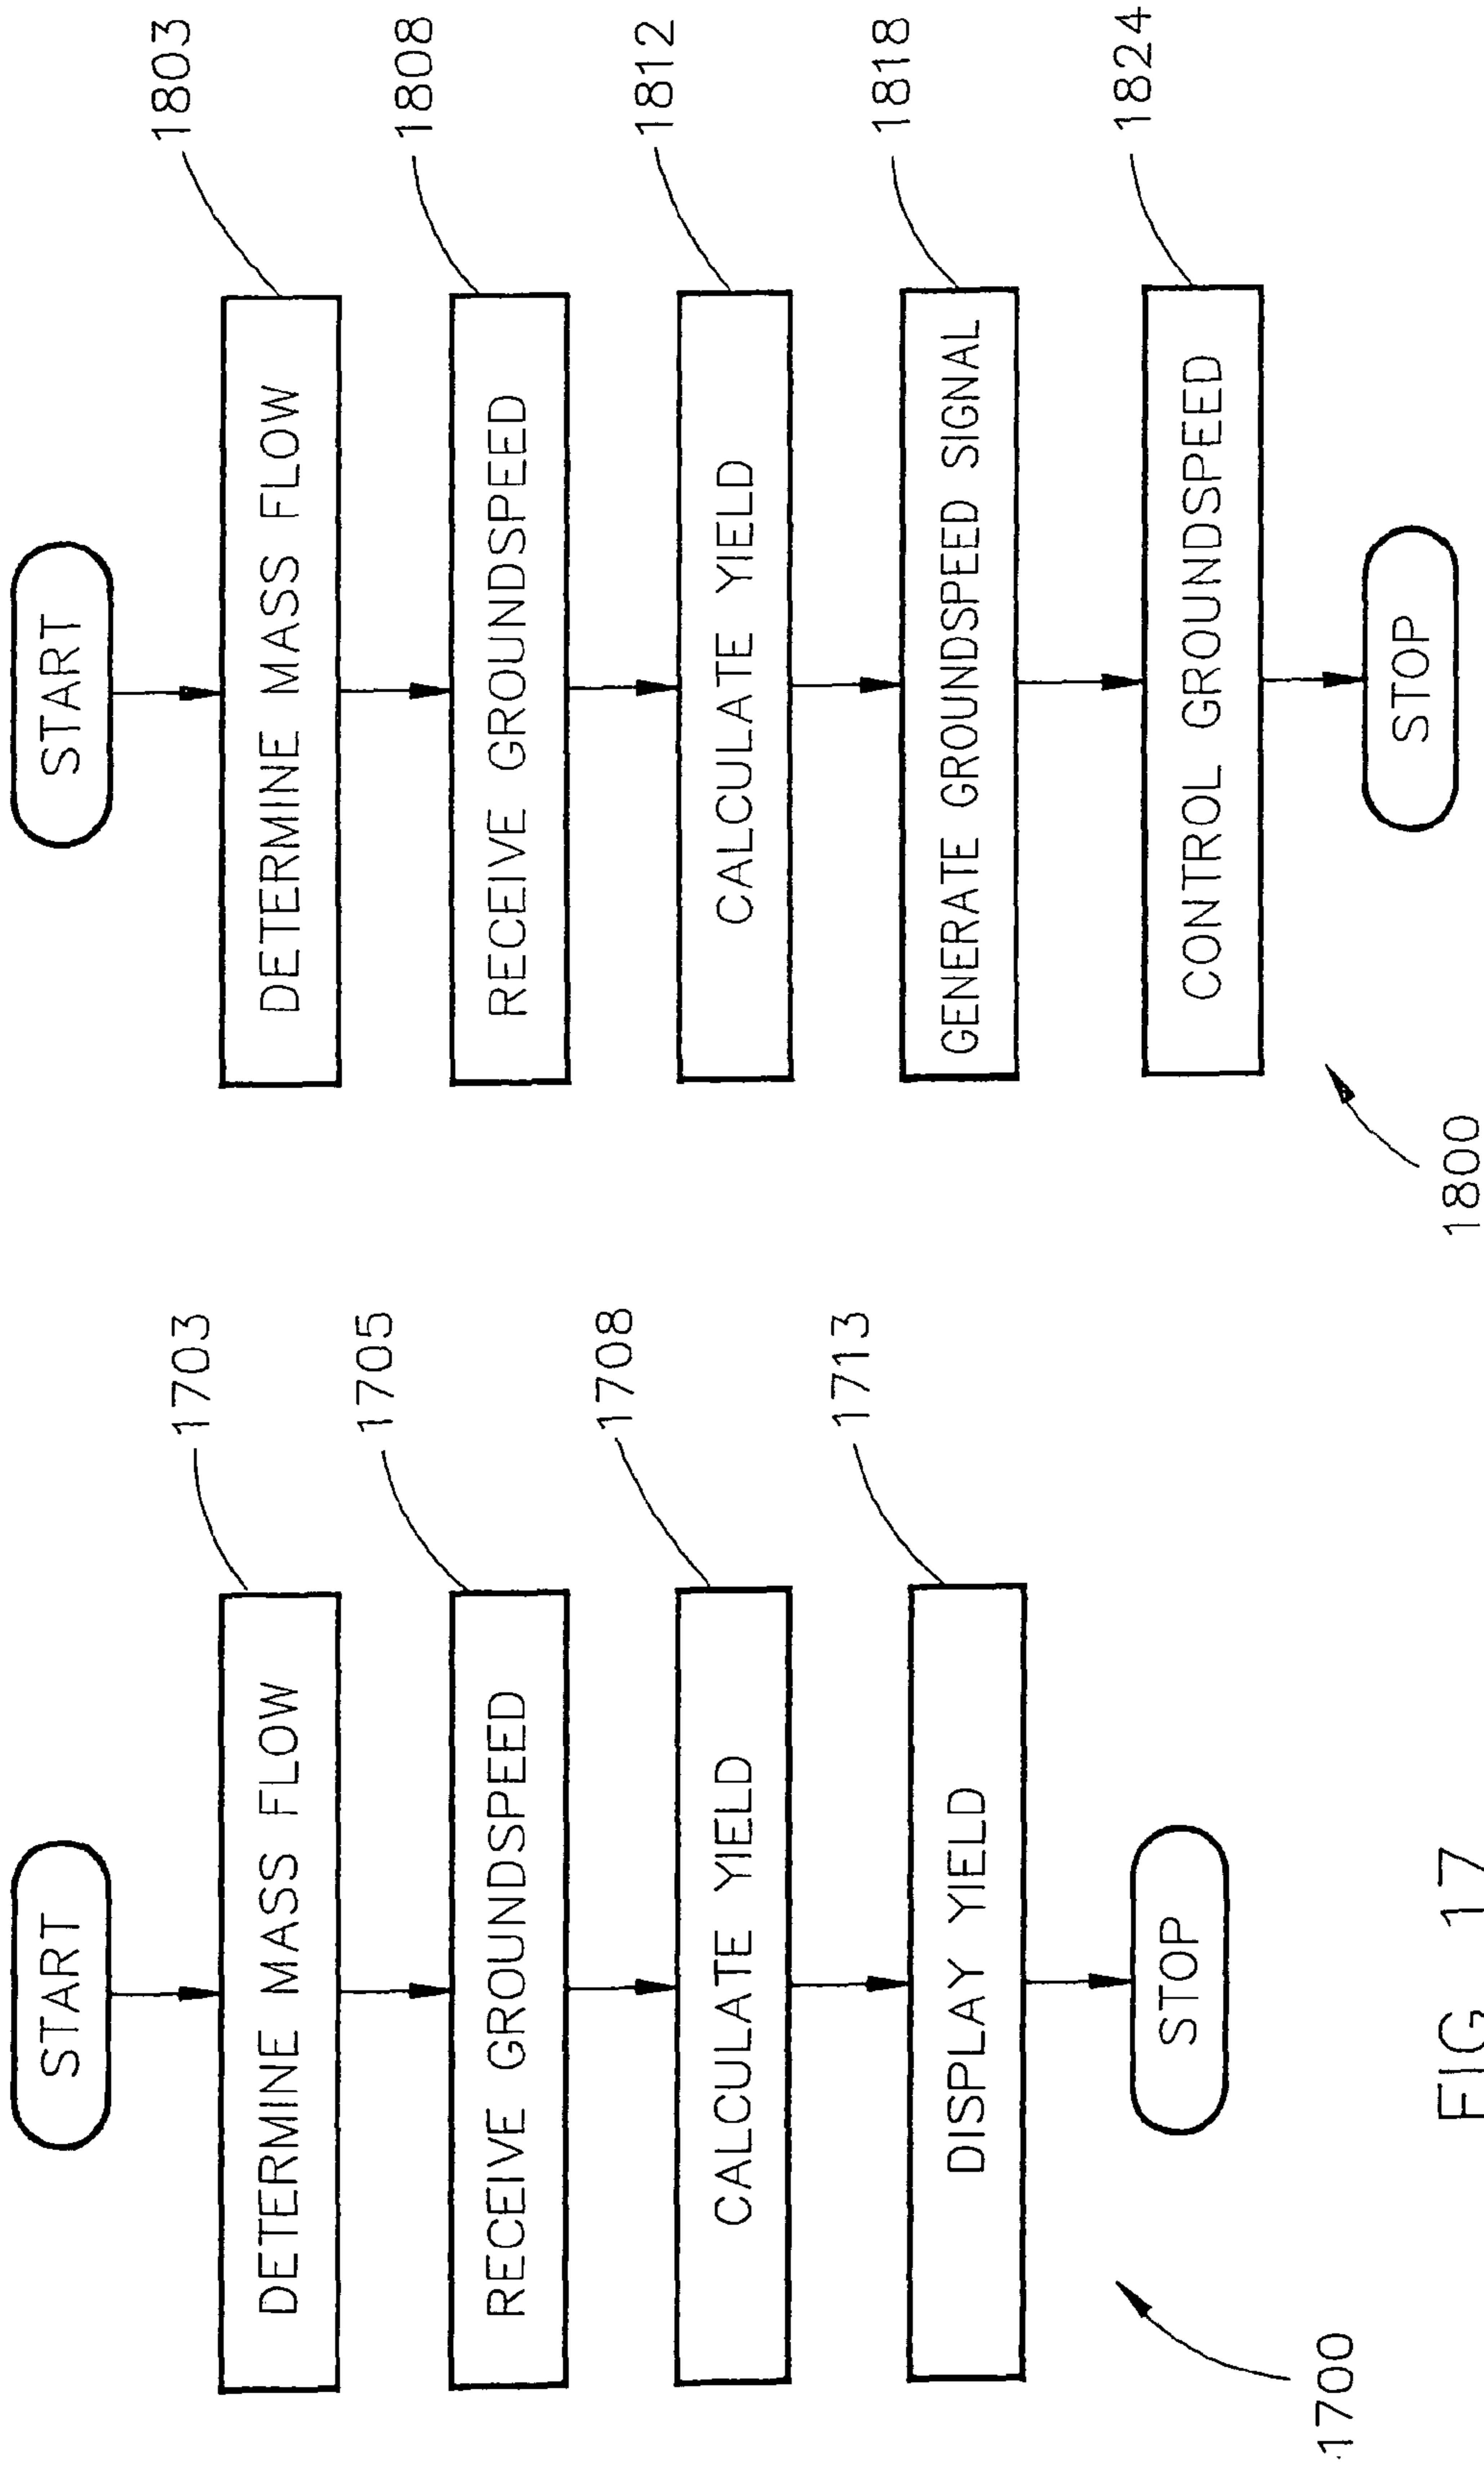 START
DETERMINE MASS FLOW
1703
RECEIVE GROUNDSPEED
1705
CALCULATE YIELD
1708
DISPLAY YIELD
1713
STOP
1700
FIG. 17
START
DETERMINE MASS FLOW
1803
RECEIVE GROUNDSPEED
1808
CALCULATE YIELD
1812
GENERATE GROUNDSPEED SIGNAL
1818
CONTROL GROUNDSPEED
1824
STOP
1800